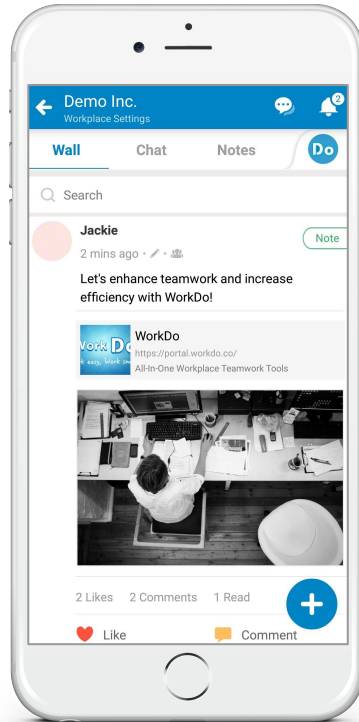 Demo Inc.
Workplace Settings
2
Wall
Chat
Notes
Do
Search
Jackie
Note
2 mins ago
Let's enhance teamwork and increase
efficiency with WorkDo!
Work Do
WorkDo
https://portal.workdo.co/
All-In-One Workplace Teamwork Tools
2 Likes
2 Comments
1 Read
Like
Comment